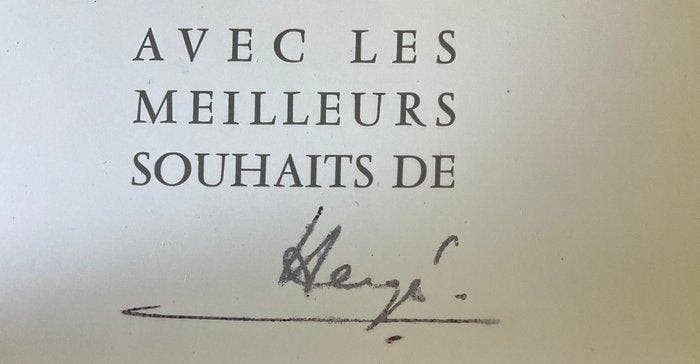 AVEC LES
MEILLEURS
SOUHAITS DE
Hergé.